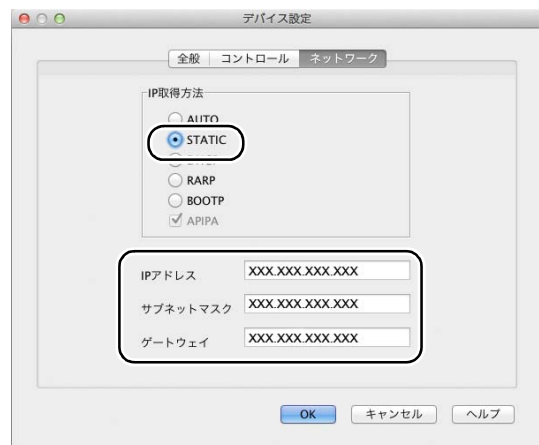 デバイス設定
全般 コントロール ネットワーク
IP取得方法
AUTO
STATIC
RARP
BOOTP
APIPA
IPアドレス XXX.XXX.XXX.XXX
サブネットマスク XXX.XXX.XXX.XXX
ゲートウェイ XXX.XXX.XXX.XXX
OK キャンセル ヘルプ